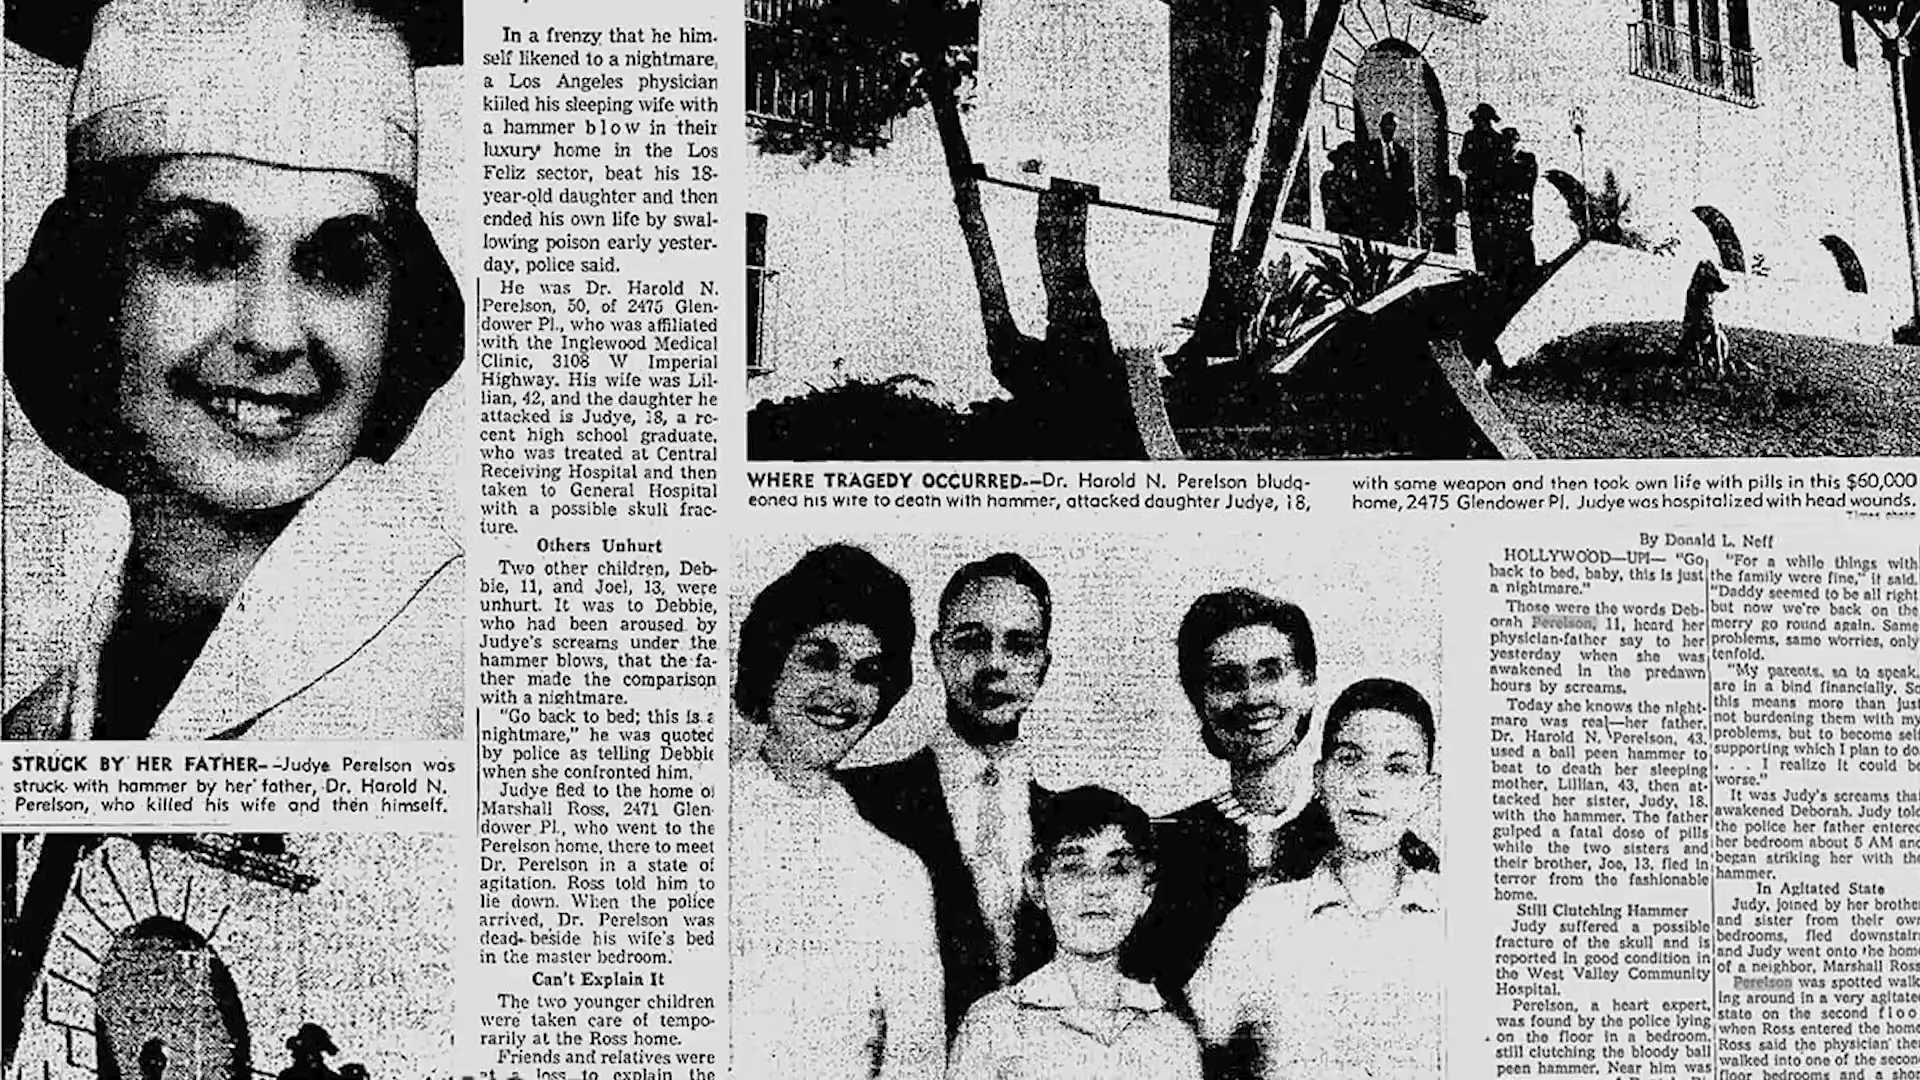 In a frenzy that he him-
self likened to a nightmare,
a Los Angeles physician
killed his sleeping wife with
a hammer blow in their
luxury home in the Los
Feliz sector, beat his 18-
year-old daughter and then
ended his own life by swal-
lowing poison early yester-
day, police said.
He was Dr. Harold N.
Perelson, 50, of 2475 Glen-
dower Pl., who was affiliated
with the Inglewood Medical
Clinic, 3108 W Imperial
Highway. His wife was Lil-
lian, 42, and the daughter he
attacked is Judye, 18, a re-
cent high school graduate,
who was treated at Central
Receiving Hospital and then
taken to General Hospital
with a possible skull frac-
ture.
Others Unhurt
Two other children, Deb-
bie, 11, and Joel, 13, were
unhurt. It was to Debbie,
who had been aroused by
Judye's screams under the
hammer blows, that the fa-
ther made the comparison
with a nightmare.
"Go back to bed; this is a
nightmare," he was quoted
by police as telling Debbie
when she confronted him.
Judye fled to the home of
Marshall Ross, 2471 Glen-
dower Pl., who went to the
Perelson home, there to meet
Dr. Perelson in a state of
agitation. Ross told him to
lie down. When the police
arrived, Dr. Perelson was
dead beside his wife's bed
in the master bedroom.
Can't Explain It
The two younger children
were taken care of tempo-
rarily at the Ross home.
Friends and relatives were
at a loss to explain the
STRUCK BY HER FATHER--Judye Perelson was
struck with hammer by her father, Dr. Harold N.
Perelson, who killed his wife and then himself.
WHERE TRAGEDY OCCURRED--Dr. Harold N. Perelson bludg-
eoned his wife to death with hammer, attacked daughter Judye, 18,
with same weapon and then took own life with pills in this $60,000
home, 2475 Glendower Pl. Judye was hospitalized with head wounds.
Times photo
By Donald L. Neff
HOLLYWOOD—UPI— "Go
back to bed, baby, this is just
a nightmare."
Those were the words Deb-
orah Perelson, 11, heard her
physician-father say to her
yesterday when she was
awakened in the predawn
hours by screams.
Today she knows the night-
mare was real—her father,
Dr. Harold N. Perelson, 43,
used a ball peen hammer to
beat to death her sleeping
mother, Lillian, 43, then at-
tacked her sister, Judy, 18,
with the hammer. The father
gulped a fatal dose of pills
while the two sisters and
their brother, Joe, 13, fled in
terror from the fashionable
home.
Still Clutching Hammer
Judy suffered a possible
fracture of the skull and is
reported in good condition in
the West Valley Community
Hospital.
Perelson, a heart expert,
was found by the police lying
on the floor in a bedroom,
still clutching the bloody ball
peen hammer. Near him was
"For a while things with
the family were fine," it said.
"Daddy seemed to be all right
but now we're back on the
merry go round again. Same
problems, same worries, only
tenfold.
"My parents, so to speak,
are in a bind financially. So
this means more than just
not burdening them with my
problems, but to become self
supporting which I plan to do
. . . I realize it could be
worse."
It was Judy's screams that
awakened Deborah. Judy told
the police her father entered
her bedroom about 5 AM and
began striking her with the
hammer.
In Agitated State
Judy, joined by her brother
and sister from their own
bedrooms, fled downstairs
and Judy went onto the home
of a neighbor, Marshall Ross
Perelson was spotted walk
ing around in a very agitated
state on the second floo
when Ross entered the home
Ross said the physician then
walked into one of the second
floor bedrooms and a shor